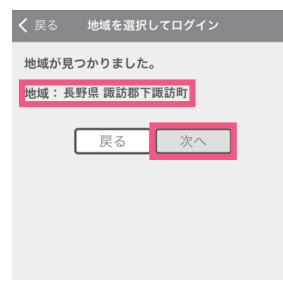 戻る 地域を選択してログイン
地域が見つかりました。
地域：長野県 諏訪郡下諏訪町
戻る 次へ